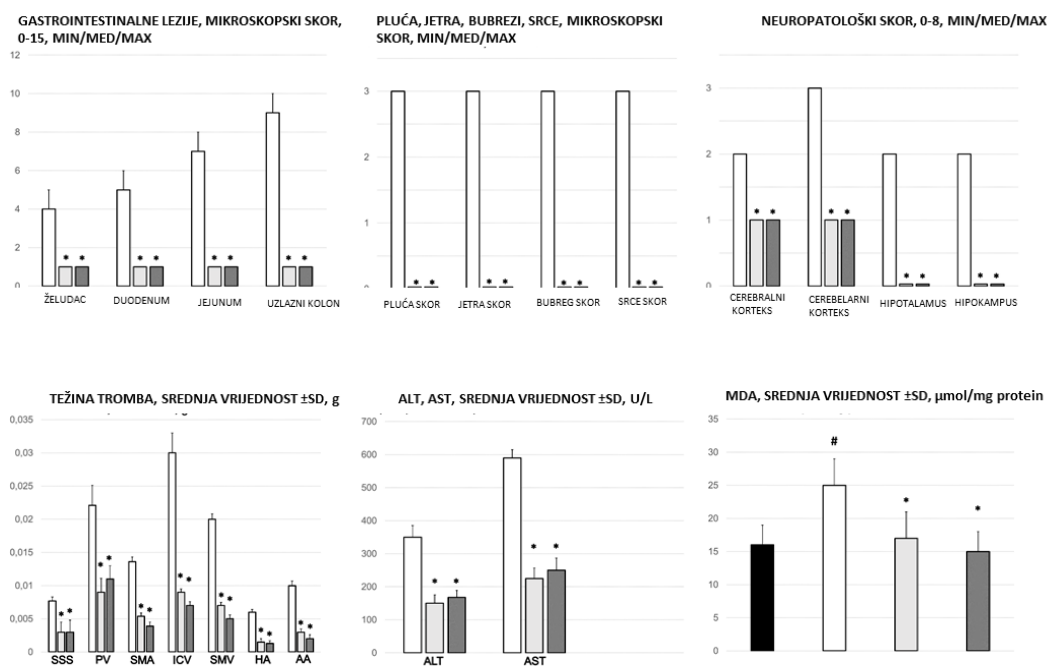 GASTROINTESTINALNE LEZIJE, MIKROSKOPSKI SKOR,
0-15, MIN/MED/MAX
12
10
8
6
4
2
0
* * * * * * * *
ŽELUDAC DUODENUM JEJUNUM UZLAZNI KOLON
PLUĆA, JETRA, BUBREZI, SRCE, MIKROSKOPSKI
SKOR, MIN/MED/MAX
3
2
1
0
* * * * * * * *
PLUĆA SKOR JETRA SKOR BUBREG SKOR SRCE SKOR
NEUROPATOLOŠKI SKOR, 0-8, MIN/MED/MAX
3
2
1
0
* * * * * * * *
CEREBRALNI CEREBELARNI HIPOTALAMUS HIPOKAMPUS
KORTEKS KORTEKS
TEŽINA TROMBA, SREDNJA VRIJEDNOST ±SD, g
0,035
0,03
0,025
0,02
0,015
0,01
0,005
0
* * * * * * * * * * * * * *
SSS PV SMA ICV SMV HA AA
ALT, AST, SREDNJA VRIJEDNOST ±SD, U/L
700
600
500
400
300
200
100
0
* * * *
ALT AST
MDA, SREDNJA VRIJEDNOST ±SD, µmol/mg protein
35
30
25
20
15
10
5
0
# * *